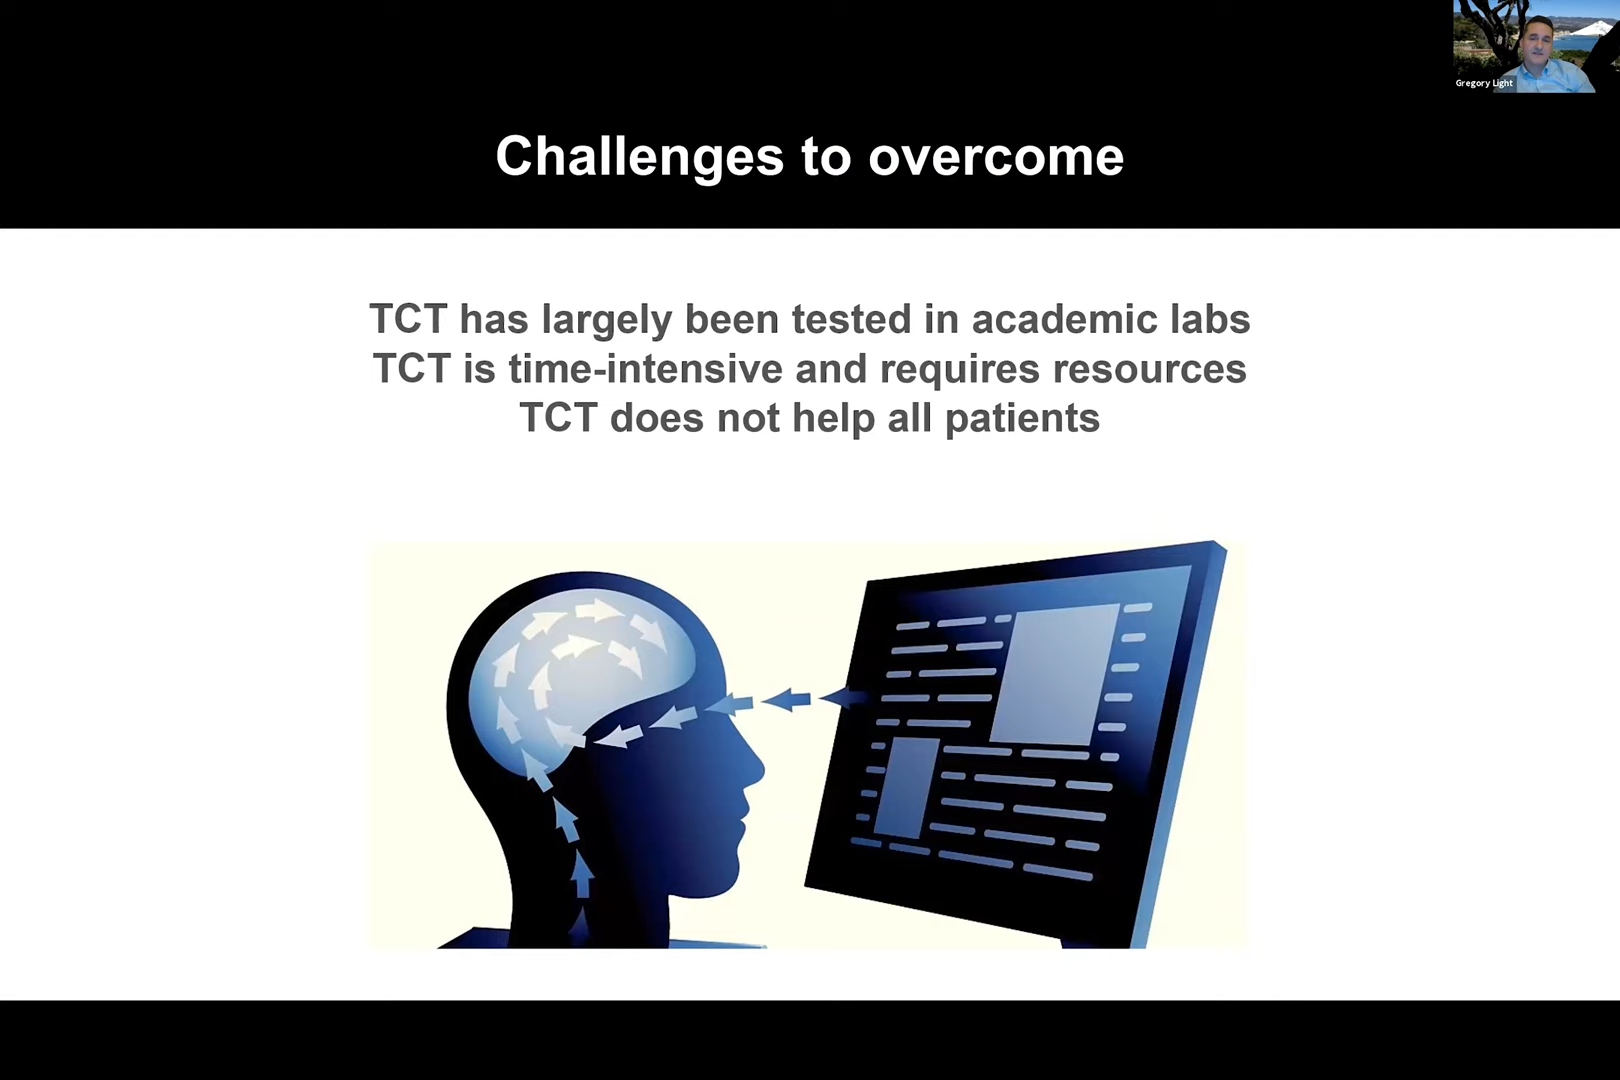 Gregory Light
Challenges to overcome
TCT has largely been tested in academic labs
TCT is time-intensive and requires resources
TCT does not help all patients